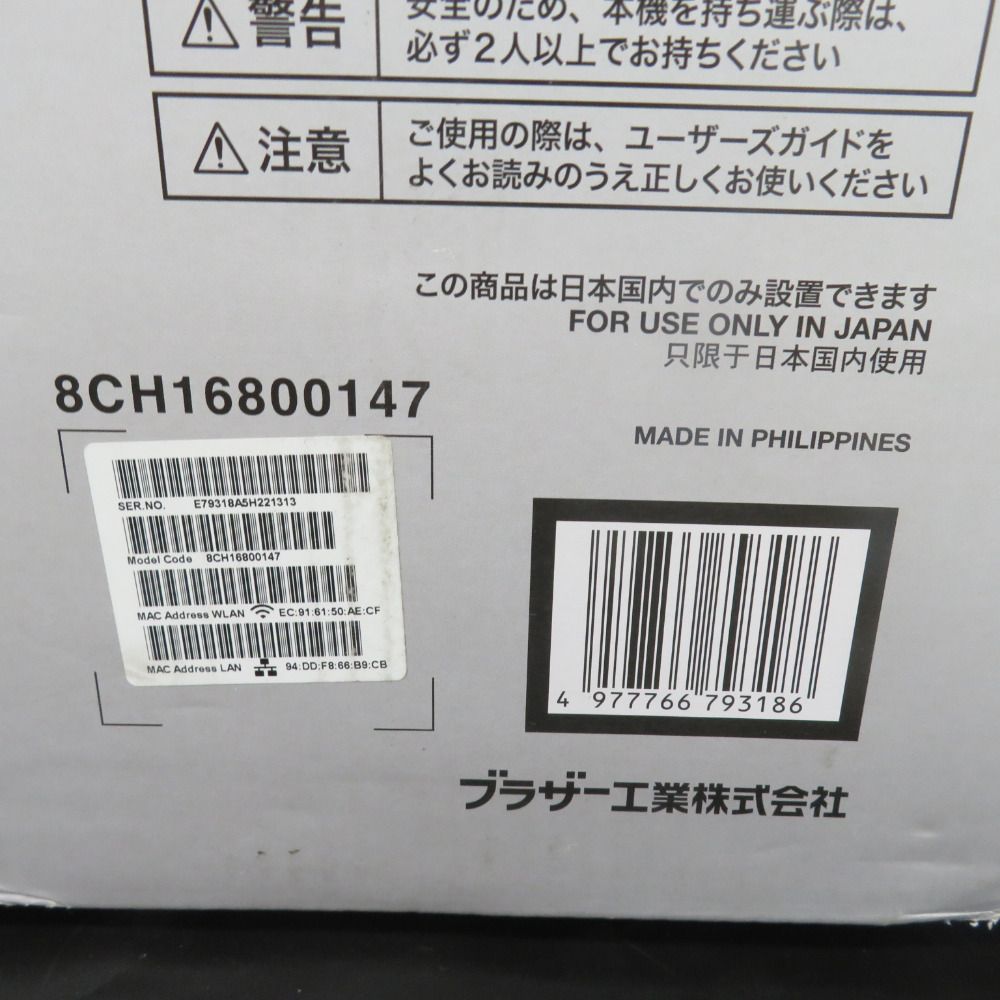 警告
安全のため、本機を持ち運ぶ際は、
必ず2人以上でお持ちください
注意
ご使用の際は、ユーザーズガイドを
よくお読みのうえ正しくお使いください
この商品は日本国内でのみ設置できます
FOR USE ONLY IN JAPAN
只限于日本国内使用
8CH16800147
MADE IN PHILIPPINES
SER.NO. E79318A5H221313
Model Code 8CH16800147
MAC Address WLAN EC:91:61:50:AE:CF
MAC Address LAN 94:DD:F8:66:B9:CB
4 977766 793186
ブラザー工業株式会社